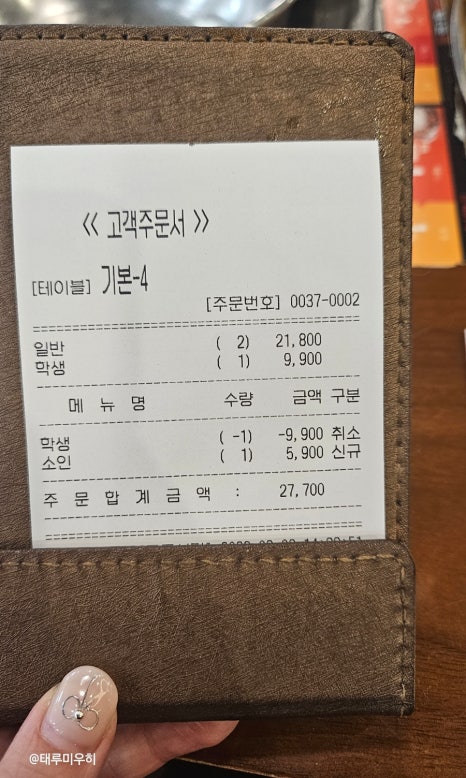 << 고객주문서 >>
[테이블] 기본-4
[주문번호] 0037-0002
일반 ( 2) 21,800
학생 ( 1) 9,900
메 뉴 명 수량 금액 구분
학생 ( -1) -9,900 취소
소인 ( 1) 5,900 신규
주 문 합 계 금 액 : 27,700
@태루미우히